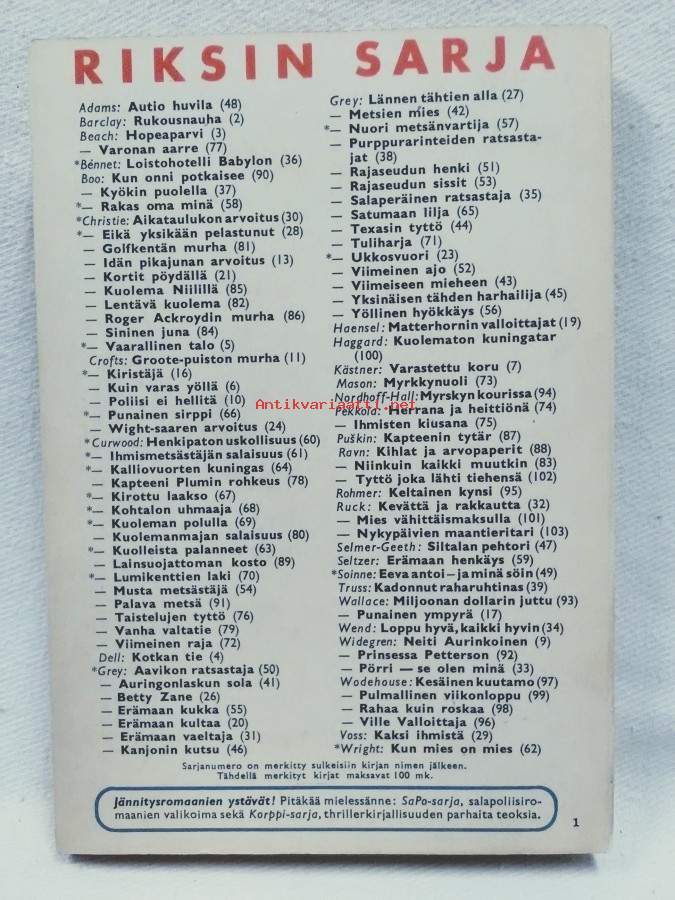 RIKSIN SARJA
Adams: Autio huvila (48)
Barclay: Rukousnauha (2)
Beach: Hopeaparvi (3)
— Varonan aarre (77)
*Bénnet: Loistohotelli Babylon (36)
Boo: Kun onni potkaisee (90)
— Kyökin puolella (37)
*— Rakas oma minä (58)
*Christie: Aikataulukon arvoitus (30)
*— Eikä yksikään pelastunut (28)
— Golfkentän murha (81)
— Idän pikajunan arvoitus (13)
— Kortit pöydällä (21)
— Kuolema Niilillä (85)
— Lentävä kuolema (82)
— Roger Ackroydin murha (86)
— Sininen juna (84)
*— Vaarallinen talo (5)
Crofts: Groote-puiston murha (11)
*— Kiristäjä (16)
— Kuin varas yöllä (6)
— Poliisi ei hellitä (10)
*— Punainen sirppi (66)
— Wight-saaren arvoitus (24)
*Curwood: Henkipaton uskollisuus (60)
*— Ihmismetsästäjän salaisuus (61)
*— Kalliovuorten kuningas (64)
— Kapteeni Plumin rohkeus (78)
*— Kirottu laakso (67)
*— Kohtalon uhmaaja (68)
*— Kuoleman polulla (69)
— Kuolemanmajan salaisuus (80)
*— Kuolleista palanneet (63)
— Lainsuojattoman kosto (89)
*— Lumikenttien laki (70)
— Musta metsästäjä (54)
— Palava metsä (91)
— Taistelujen tyttö (76)
— Vanha valtatie (79)
— Viimeinen raja (72)
Dell: Kotkan tie (4)
*Grey: Aavikon ratsastaja (50)
— Auringonlaskun sola (41)
— Betty Zane (26)
— Erämaan kukka (55)
— Erämaan kultaa (20)
— Erämaan vaeltaja (31)
— Kanjonin kutsu (46)
Grey: Lännen tähtien alla (27)
— Metsien mies (42)
*— Nuori metsänvartija (57)
— Purppurarinteiden ratsasta-
jat (38)
— Rajaseudun henki (51)
— Rajaseudun sissit (53)
— Salaperäinen ratsastaja (35)
— Satumaan lilja (65)
— Texasin tyttö (44)
— Tuliharja (71)
*— Ukkosvuori (23)
— Viimeinen ajo (52)
— Viimeiseen mieheen (43)
— Yksinäisen tähden harhailija (45)
— Yöllinen hyökkäys (56)
Haensel: Matterhornin valloittajat (19)
Haggard: Kuolematon kuningatar
(100)
Kästner: Varastettu koru (7)
Mason: Myrkkynuoli (73)
Nordhoff-Hall: Myrskyn kourissa (94)
Pekkola: Herrana ja heittiönä (74)
— Ihmisten kiusana (75)
Puškin: Kapteenin tytär (87)
Ravn: Kihlat ja arvopaperit (88)
— Niinkuin kaikki muutkin (83)
— Tyttö joka lähti tiehensä (102)
Rohmer: Keltainen kynsi (95)
Ruck: Kevättä ja rakkautta (32)
— Mies vähittäismaksulla (101)
— Nykypäivien maantieritari (103)
Selmer-Geeth: Siltalan pehtori (47)
Seltzer: Erämaan henkäys (59)
*Soinne: Eeva antoi — ja minä söin (49)
Truss: Kadonnut raharuhtinas (39)
Wallace: Miljoonan dollarin juttu (93)
— Punainen ympyrä (17)
Wend: Loppu hyvä, kaikki hyvin (34)
Widegren: Neiti Aurinkoinen (9)
— Prinsessa Petterson (92)
— Pörri — se olen minä (33)
Wodehouse: Kesäinen kuutamo (97)
— Pulmallinen viikonloppu (99)
— Rahaa kuin roskaa (98)
— Ville Valloittaja (96)
Voss: Kaksi ihmistä (29)
*Wright: Kun mies on mies (62)
Antikvariaatti.net
Sarjanumero on merkitty sulkeisiin kirjan nimen jälkeen.
Tähdellä merkityt kirjat maksavat 100 mk.
Jännitysromaanien ystävät! Pitäkää mielessänne: SaPo-sarja, salapoliisiro-
maanien valikoima sekä Korppi-sarja, thrillerkirjallisuuden parhaita teoksia.
1